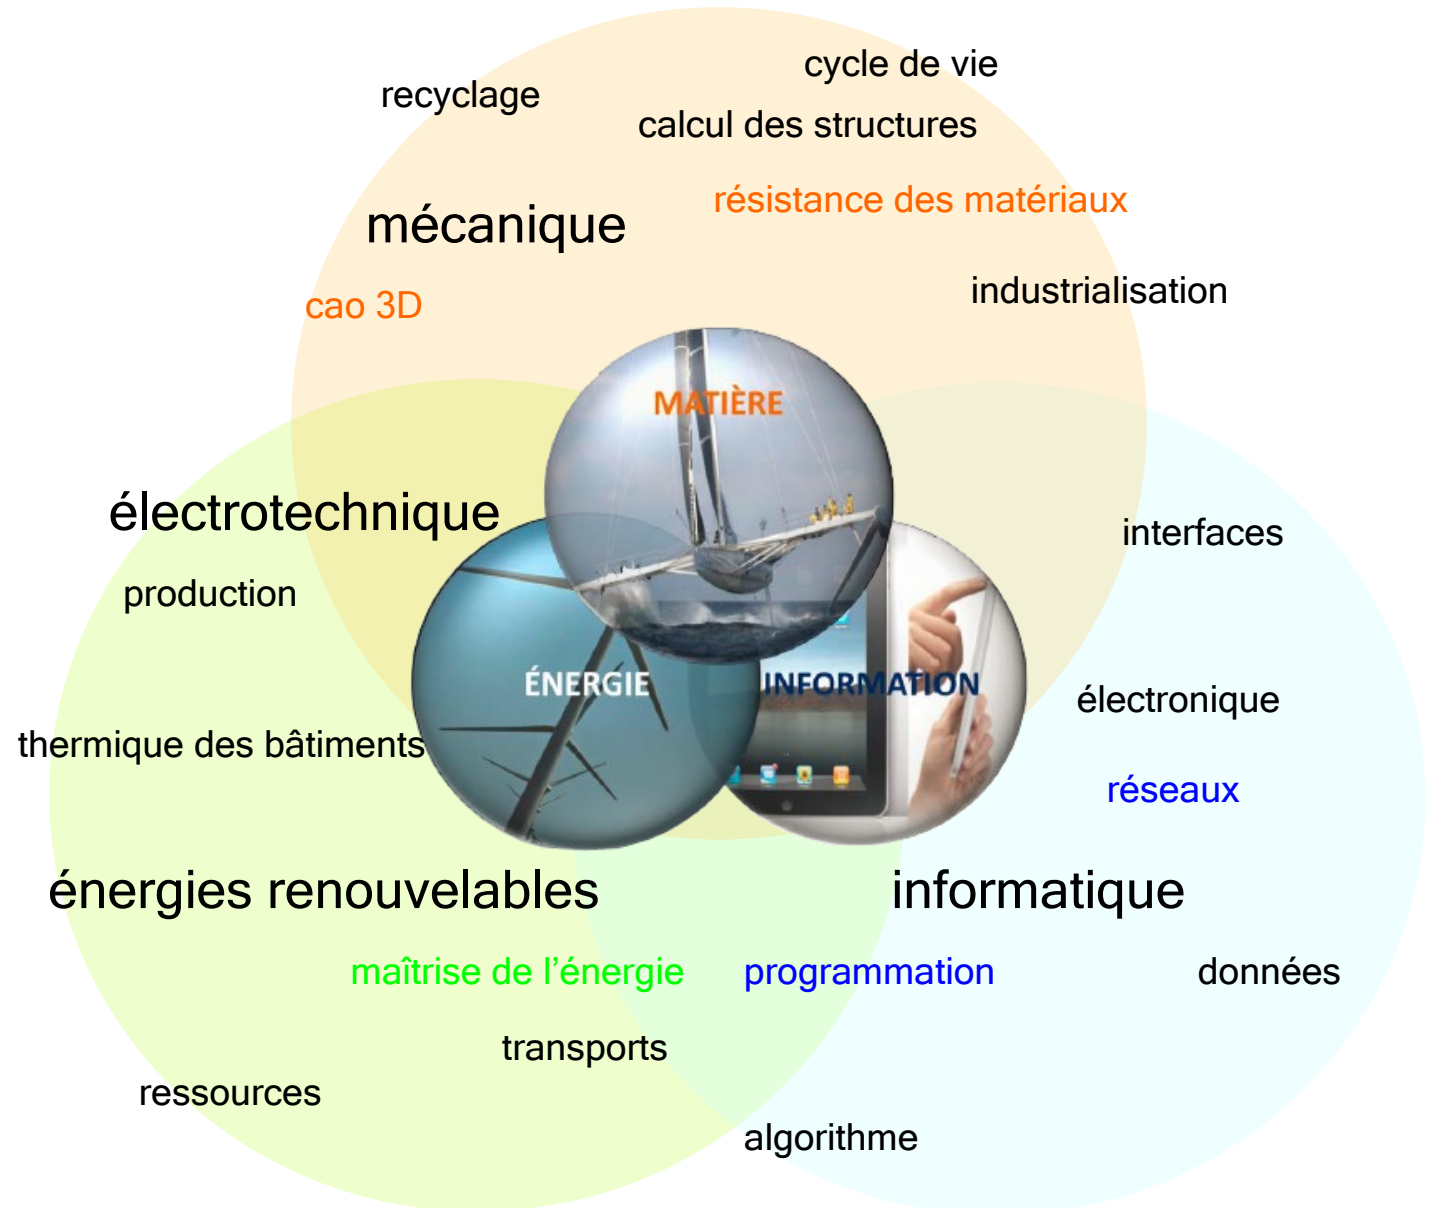 cycle de vie
recyclage
calcul des structures
résistance des matériaux
mécanique
industrialisation
cao 3D
MATIÈRE
électrotechnique
interfaces
production
ÉNERGIE
INFORMATION
électronique
thermique des bâtiments
réseaux
énergies renouvelables
informatique
maîtrise de l’énergie
programmation
données
transports
ressources
algorithme